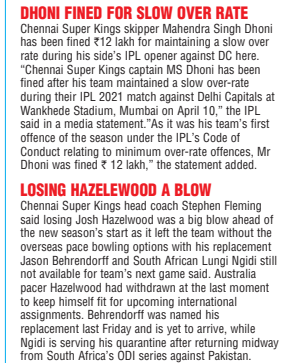 DHONI FINED FOR SLOW OVER RATE
Chennai Super Kings skipper Mahendra Singh Dhoni
has been fined ₹12 lakh for maintaining a slow over
rate during his side's IPL opener against DC here.
“Chennai Super Kings captain MS Dhoni has been
fined after his team maintained a slow over-rate
during their IPL 2021 match against Delhi Capitals at
Wankhede Stadium, Mumbai on April 10,” the IPL
said in a media statement.”As it was his team's first
offence of the season under the IPL's Code of
Conduct relating to minimum over-rate offences, Mr
Dhoni was fined ₹ 12 lakh,” the statement added.
LOSING HAZELEWOOD A BLOW
Chennai Super Kings head coach Stephen Fleming
said losing Josh Hazelwood was a big blow ahead of
the new season's start as it left the team without the
overseas pace bowling options with his replacement
Jason Behrendorff and South African Lungi Ngidi still
not available for team's next game said. Australia
pacer Hazelwood had withdrawn at the last moment
to keep himself fit for upcoming international
assignments. Behrendorff was named his
replacement last Friday and is yet to arrive, while
Ngidi is serving his quarantine after returning midway
from South Africa's ODI series against Pakistan.